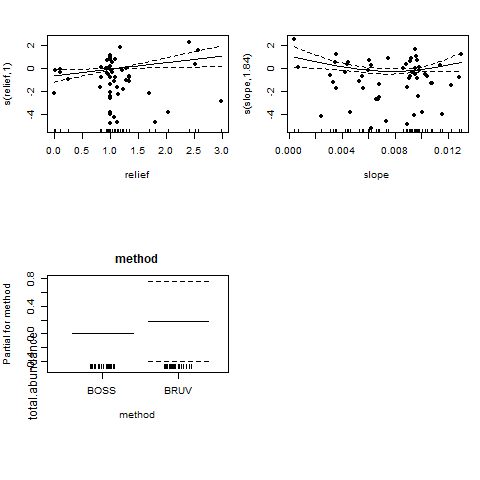 s(relief,1)
2
0
-2
-4
0.0 0.5 1.0 1.5 2.0 2.5 3.0
relief
s(slope,1.84)
2
0
-2
-4
0.000 0.004 0.008 0.012
slope
method
Partial for method
total.abundance
0.8
0.4
0.0
BOSS BRUV
method